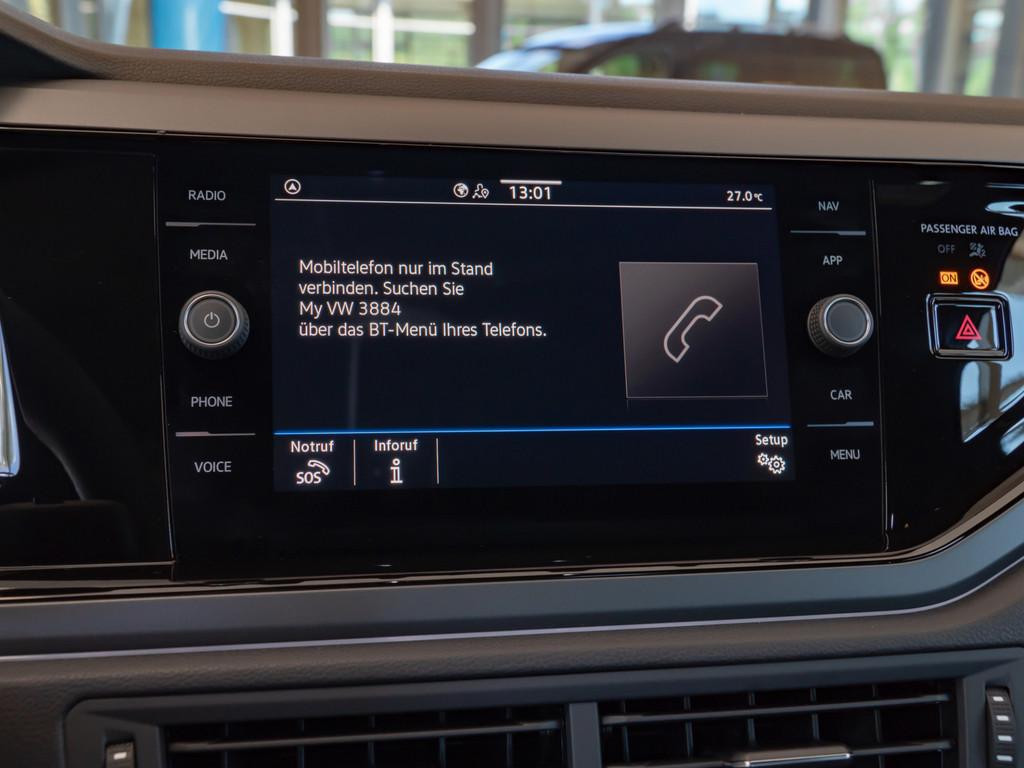 RADIO
MEDIA
PHONE
VOICE
13:01
27.0°C
Mobiltelefon nur im Stand
verbinden. Suchen Sie
My VW 3884
über das BT-Menü Ihres Telefons.
Notruf
SOS
Inforuf
i
Setup
NAV
APP
CAR
MENU
PASSENGER AIR BAG
OFF
ON